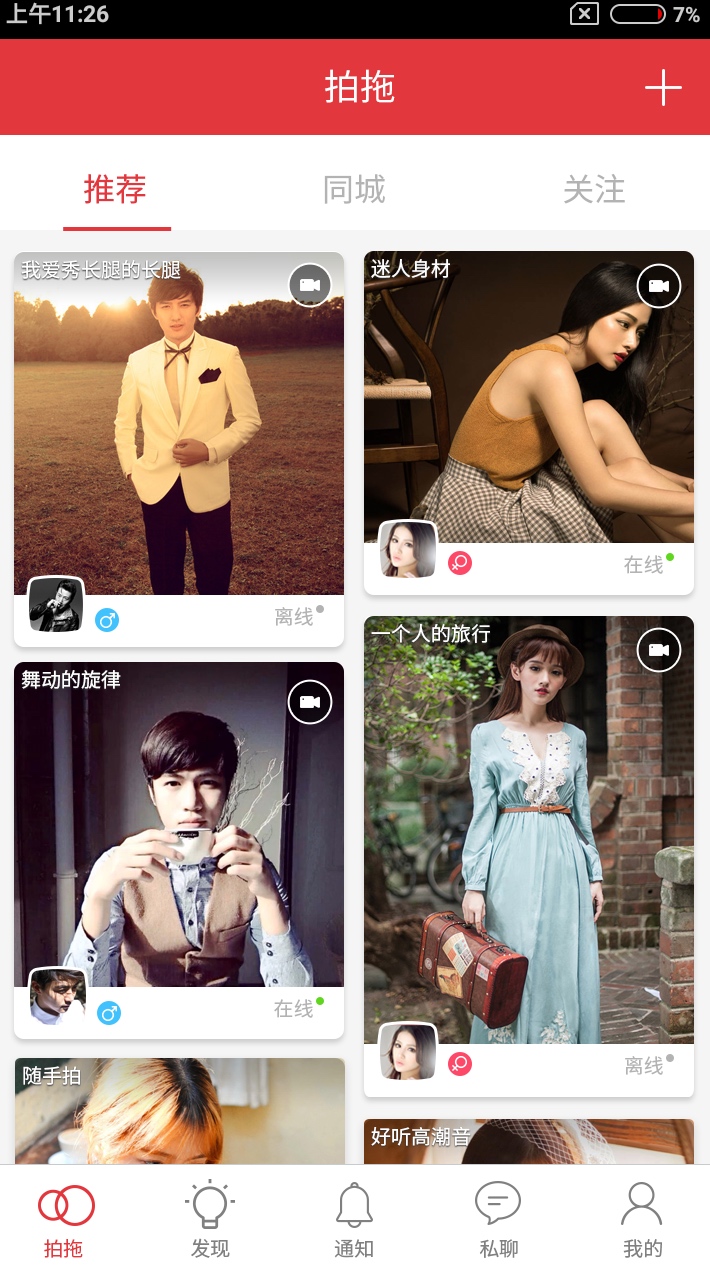 上午11:26
7%
拍拖
推荐
同城
关注
我爱秀长腿的长腿
迷人身材
在线
离线
一个人的旅行
舞动的旋律
在线
离线
随手拍
好听高潮音
拍拖
发现
通知
私聊
我的